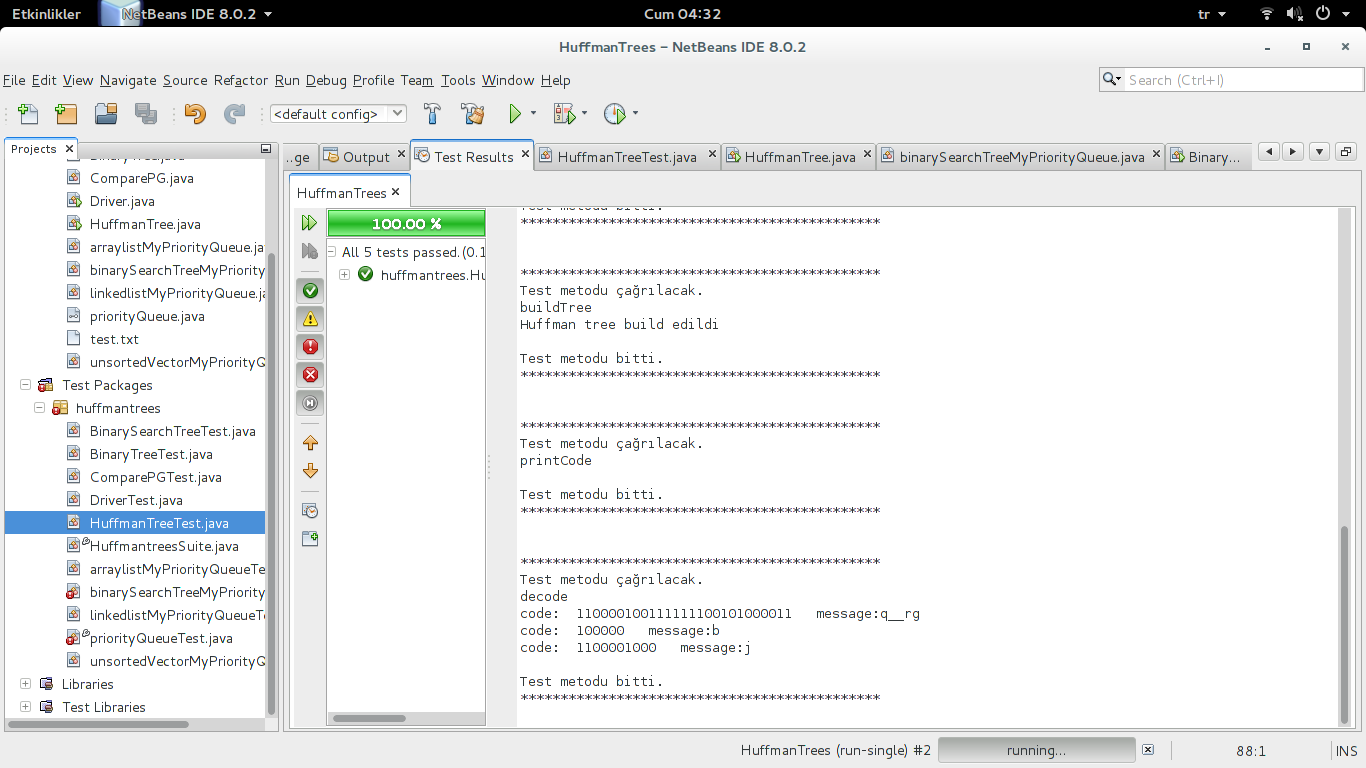 Etkinlikler NetBeans IDE 8.0.2 Cum 04:32 tr
HuffmanTrees – NetBeans IDE 8.0.2
File Edit View Navigate Source Refactor Run Debug Profile Team Tools Window Help
Search (Ctrl+I)
<default config>
Projects
..ge Output Test Results HuffmanTreeTest.java HuffmanTree.java binarySearchTreeMyPriorityQueue.java Binary...
BinaryTree.java
ComparePG.java
Driver.java
HuffmanTree.java
arraylistMyPriorityQueue.ja
binarySearchTreeMyPriority
linkedlistMyPriorityQueue.ja
priorityQueue.java
test.txt
unsortedVectorMyPriorityQ
Test Packages
huffmantrees
BinarySearchTreeTest.java
BinaryTreeTest.java
ComparePGTest.java
DriverTest.java
HuffmanTreeTest.java
HuffmantreesSuite.java
arraylistMyPriorityQueueTe
binarySearchTreeMyPriority
linkedlistMyPriorityQueueT
priorityQueueTest.java
unsortedVectorMyPriorityQ
Libraries
Test Libraries
HuffmanTrees
100.00 %
All 5 tests passed.(0.1
huffmantrees.Hu
Test metodu bitti.
*********************************************
*********************************************
Test metodu çağrılacak.
buildTree
Huffman tree build edildi
Test metodu bitti.
*********************************************
*********************************************
Test metodu çağrılacak.
printCode
Test metodu bitti.
*********************************************
*********************************************
Test metodu çağrılacak.
decode
code: 110000100111111100101000011 message:q__rg
code: 100000 message:b
code: 1100001000 message:j
Test metodu bitti.
*********************************************
HuffmanTrees (run-single) #2 running... 88:1 INS